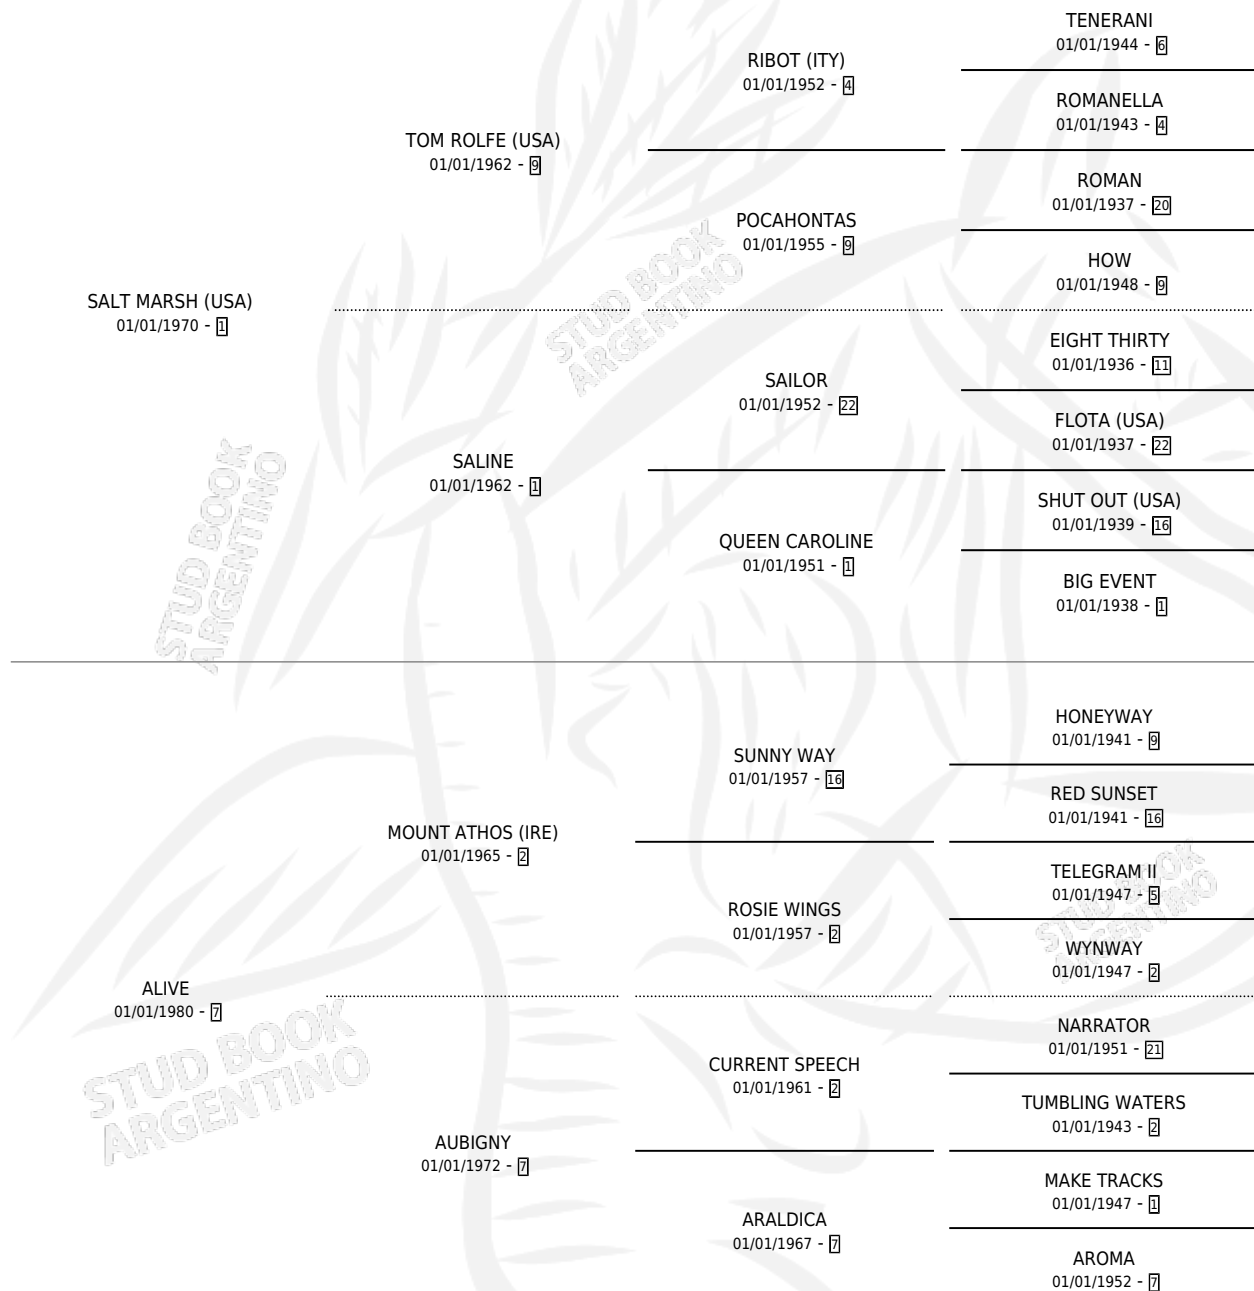 TENERANI
01/01/1944 - 6
RIBOT (ITY)
01/01/1952 - 4
ROMANELLA
01/01/1943 - 4
TOM ROLFE (USA)
01/01/1962 - 9
ROMAN
01/01/1937 - 20
POCAHONTAS
01/01/1955 - 9
HOW
01/01/1948 - 9
SALT MARSH (USA)
01/01/1970 - 1
EIGHT THIRTY
01/01/1936 - 11
SAILOR
01/01/1952 - 22
FLOTA (USA)
01/01/1937 - 22
SALINE
01/01/1962 - 1
SHUT OUT (USA)
01/01/1939 - 16
QUEEN CAROLINE
01/01/1951 - 1
BIG EVENT
01/01/1938 - 1
HONEYWAY
01/01/1941 - 9
SUNNY WAY
01/01/1957 - 16
RED SUNSET
01/01/1941 - 16
MOUNT ATHOS (IRE)
01/01/1965 - 2
TELEGRAM II
01/01/1947 - 5
ROSIE WINGS
01/01/1957 - 2
WYNWAY
01/01/1947 - 2
ALIVE
01/01/1980 - 7
NARRATOR
01/01/1951 - 21
CURRENT SPEECH
01/01/1961 - 2
TUMBLING WATERS
01/01/1943 - 2
AUBIGNY
01/01/1972 - 7
MAKE TRACKS
01/01/1947 - 1
ARALDICA
01/01/1967 - 7
AROMA
01/01/1952 - 7
STUD BOOK
ARGENTINO
STUD BOOK
ARGENTINO
STUD BOOK
ARGENTINO
STUD BOOK
ARGENTINO